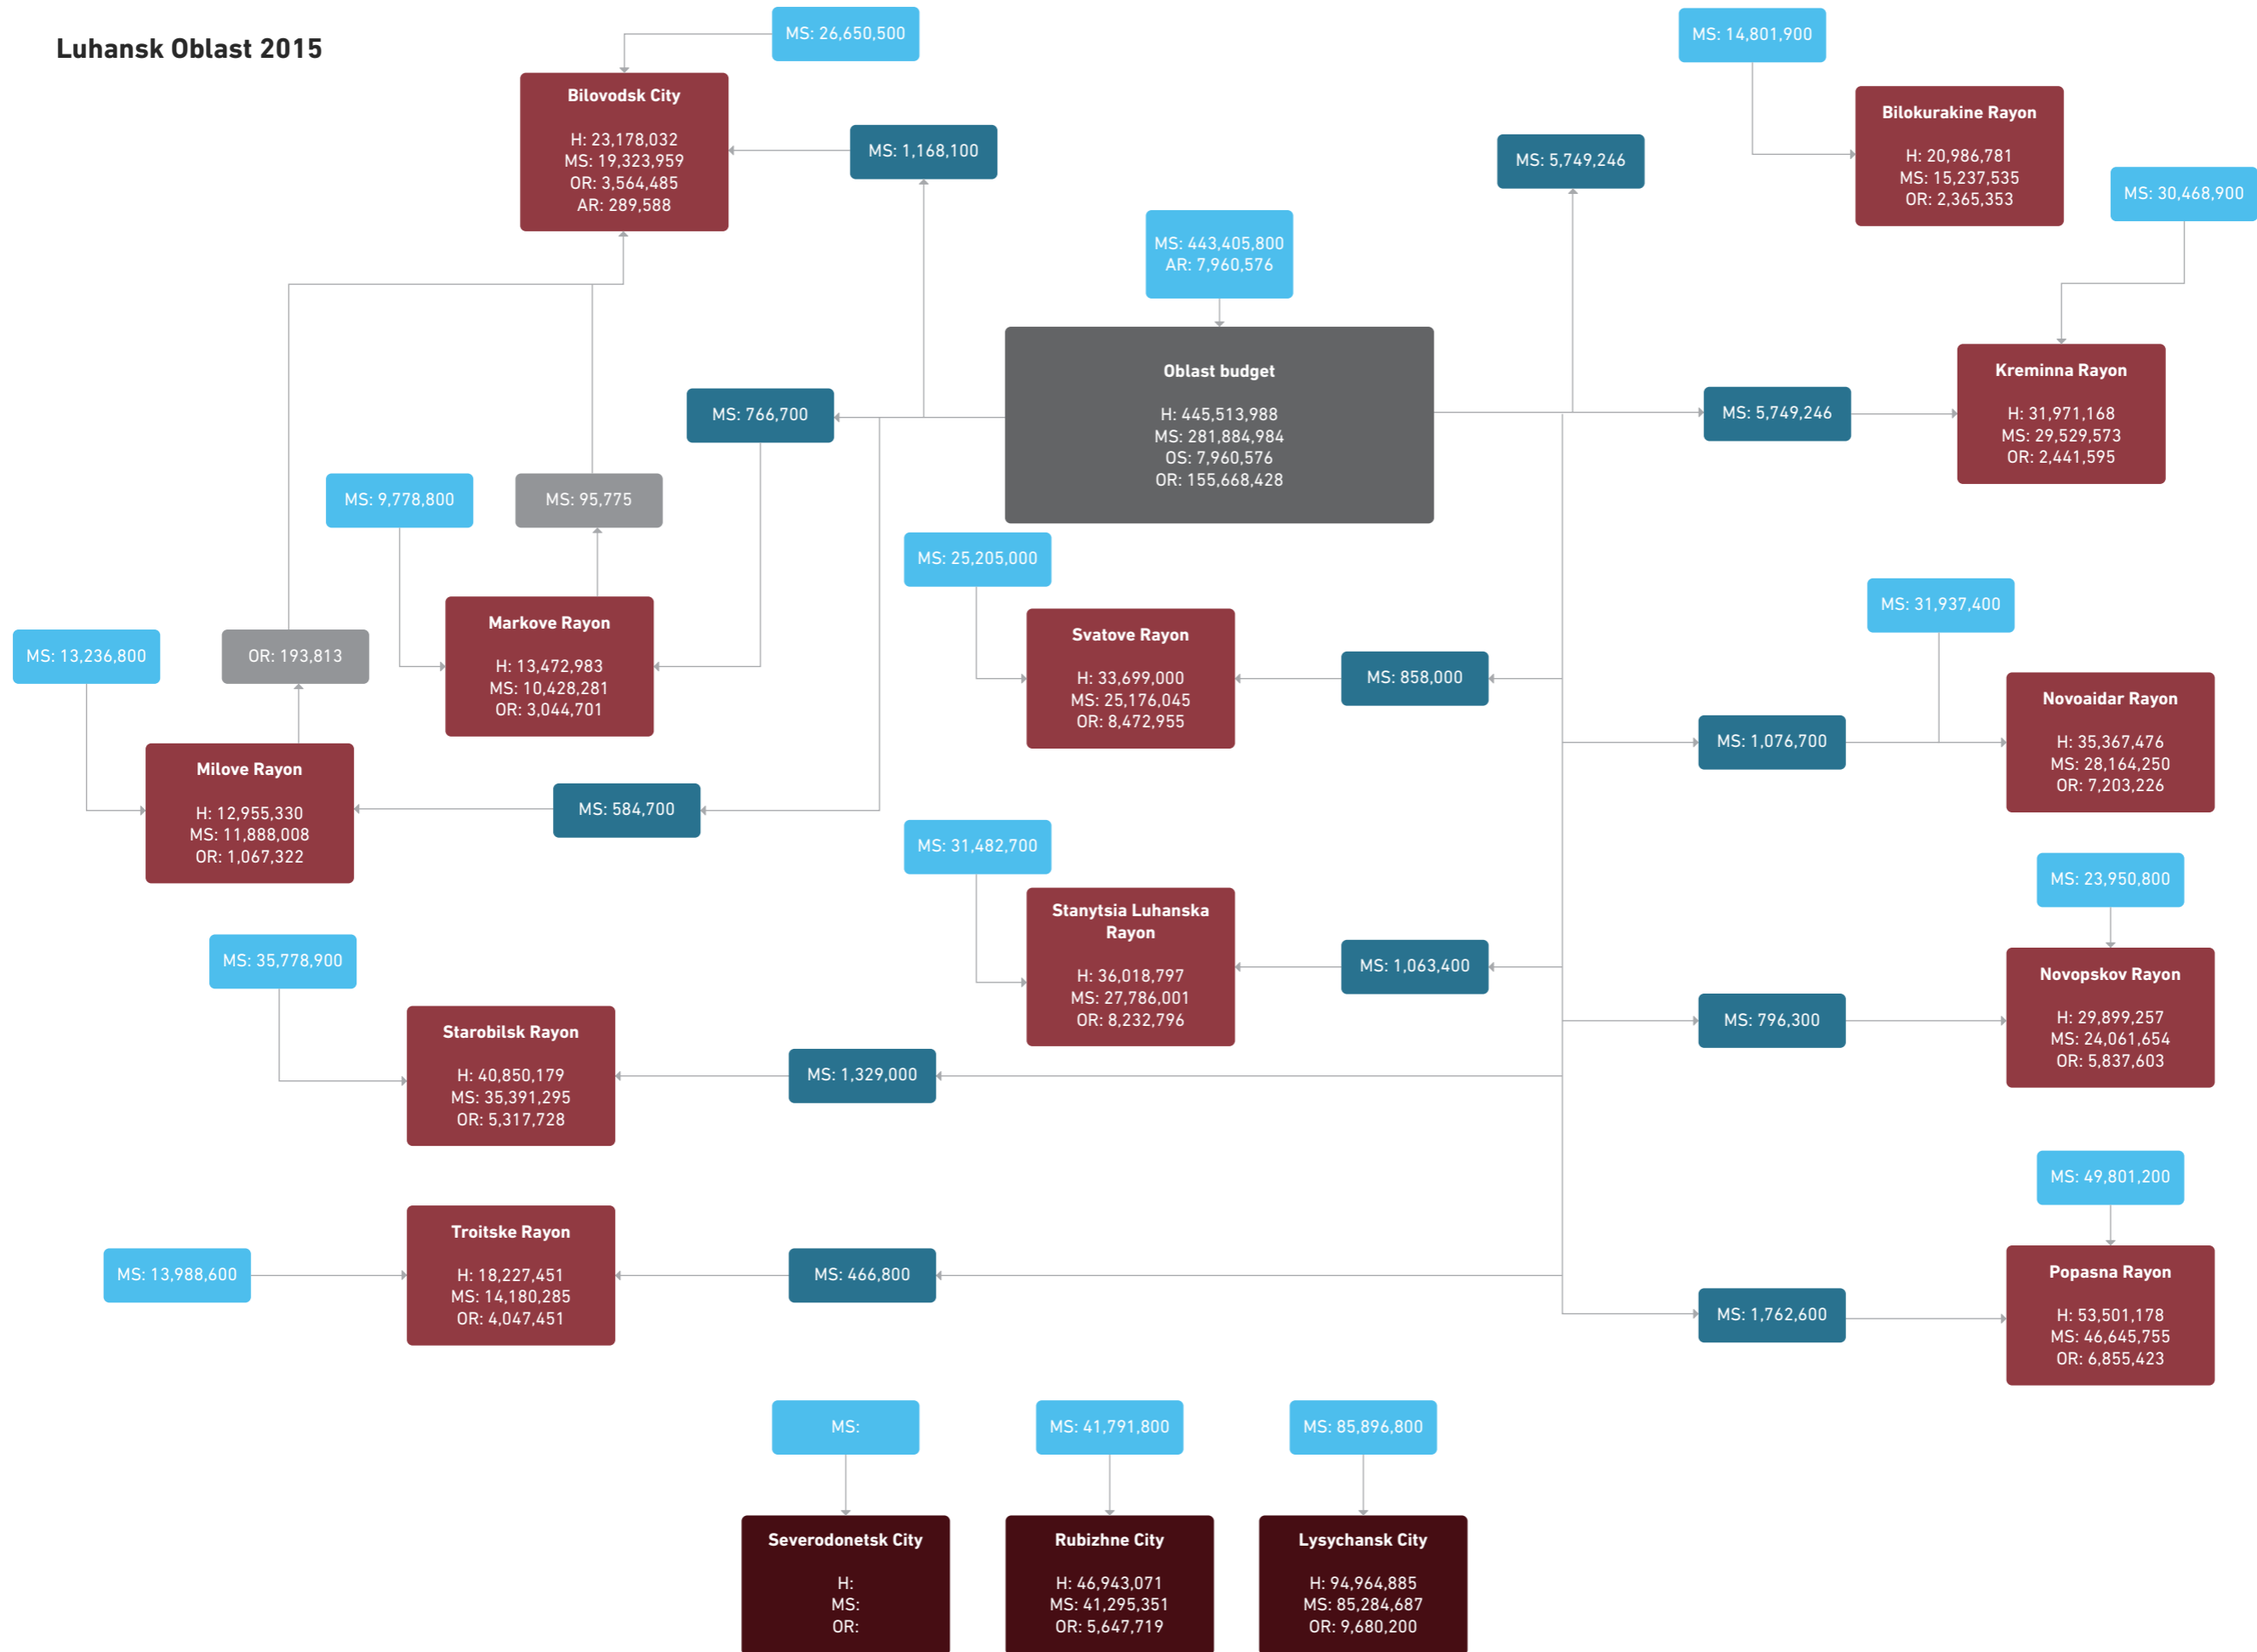 Luhansk Oblast 2015
MS: 26,650,500
Bilovodsk City
H: 23,178,032
MS: 19,323,959
OR: 3,564,485
AR: 289,588
MS: 1,168,100
MS: 5,749,246
MS: 14,801,900
Bilokurakine Rayon
H: 20,986,781
MS: 15,237,535
OR: 2,365,353
MS: 30,468,900
MS: 443,405,800
AR: 7,960,576
Oblast budget
H: 445,513,988
MS: 281,884,984
OS: 7,960,576
OR: 155,668,428
MS: 766,700
MS: 5,749,246
Kreminna Rayon
H: 31,971,168
MS: 29,529,573
OR: 2,441,595
MS: 9,778,800
MS: 95,775
MS: 25,205,000
MS: 31,937,400
MS: 13,236,800
OR: 193,813
Markove Rayon
H: 13,472,983
MS: 10,428,281
OR: 3,044,701
Svatove Rayon
H: 33,699,000
MS: 25,176,045
OR: 8,472,955
MS: 858,000
MS: 1,076,700
Novoaidar Rayon
H: 35,367,476
MS: 28,164,250
OR: 7,203,226
Milove Rayon
H: 12,955,330
MS: 11,888,008
OR: 1,067,322
MS: 584,700
MS: 31,482,700
MS: 23,950,800
MS: 35,778,900
Stanytsia Luhanska
Rayon
H: 36,018,797
MS: 27,786,001
OR: 8,232,796
MS: 1,063,400
MS: 796,300
Novopskov Rayon
H: 29,899,257
MS: 24,061,654
OR: 5,837,603
Starobilsk Rayon
H: 40,850,179
MS: 35,391,295
OR: 5,317,728
MS: 1,329,000
MS: 49,801,200
MS: 13,988,600
Troitske Rayon
H: 18,227,451
MS: 14,180,285
OR: 4,047,451
MS: 466,800
MS: 1,762,600
Popasna Rayon
H: 53,501,178
MS: 46,645,755
OR: 6,855,423
MS:
MS: 41,791,800
MS: 85,896,800
Severodonetsk City
H:
MS:
OR:
Rubizhne City
H: 46,943,071
MS: 41,295,351
OR: 5,647,719
Lysychansk City
H: 94,964,885
MS: 85,284,687
OR: 9,680,200